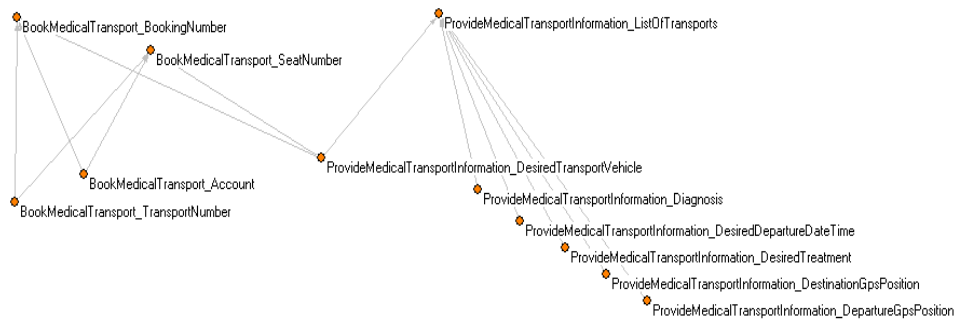 BookMedicalTransport_BookingNumber
ProvideMedicalTransportInformation_ListOfTransports
BookMedicalTransport_SeatNumber
ProvideMedicalTransportInformation_DesiredTransportVehicle
BookMedicalTransport_Account
ProvideMedicalTransportInformation_Diagnosis
BookMedicalTransport_TransportNumber
ProvideMedicalTransportInformation_DesiredDepartureDateTime
ProvideMedicalTransportInformation_DesiredTreatment
ProvideMedicalTransportInformation_DestinationGpsPosition
ProvideMedicalTransportInformation_DepartureGpsPosition